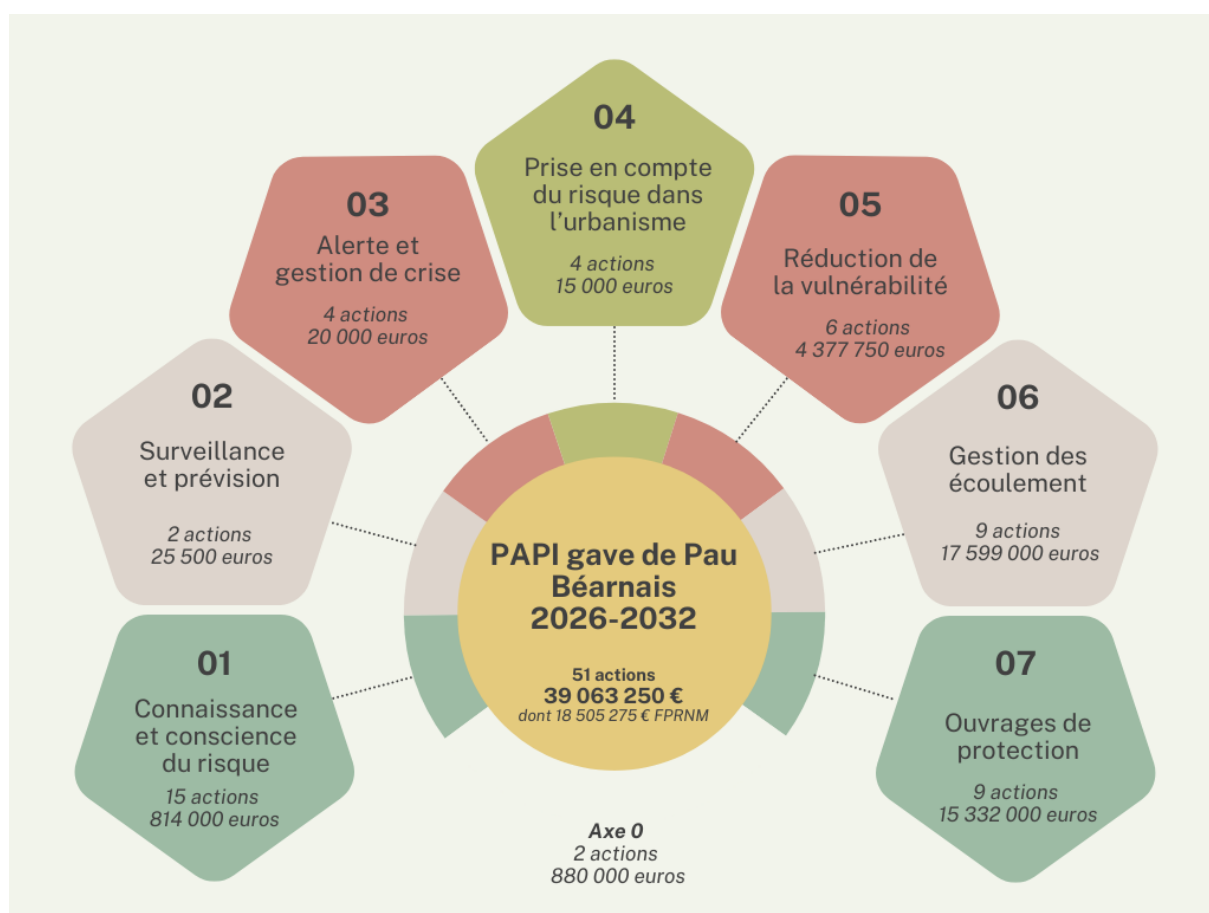 04
Prise en compte
du risque dans
l'urbanisme
4 actions
15 000 euros
03
Alerte et
gestion de crise
4 actions
20 000 euros
05
Réduction de
la vulnérabilité
6 actions
4 377 750 euros
02
Surveillance
et prévision
2 actions
25 500 euros
06
Gestion des
écoulement
9 actions
17 599 000 euros
PAPI gave de Pau
Béarnais
2026-2032
51 actions
39 063 250 €
dont 18 505 275 € FPRNM
01
Connaissance
et conscience
du risque
15 actions
814 000 euros
07
Ouvrages de
protection
9 actions
15 332 000 euros
Axe 0
2 actions
880 000 euros